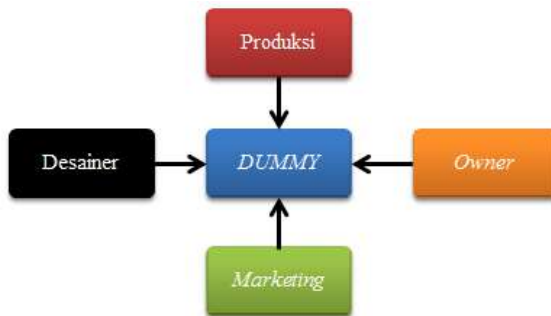 Produksi
Desainer
DUMMY
Owner
Marketing